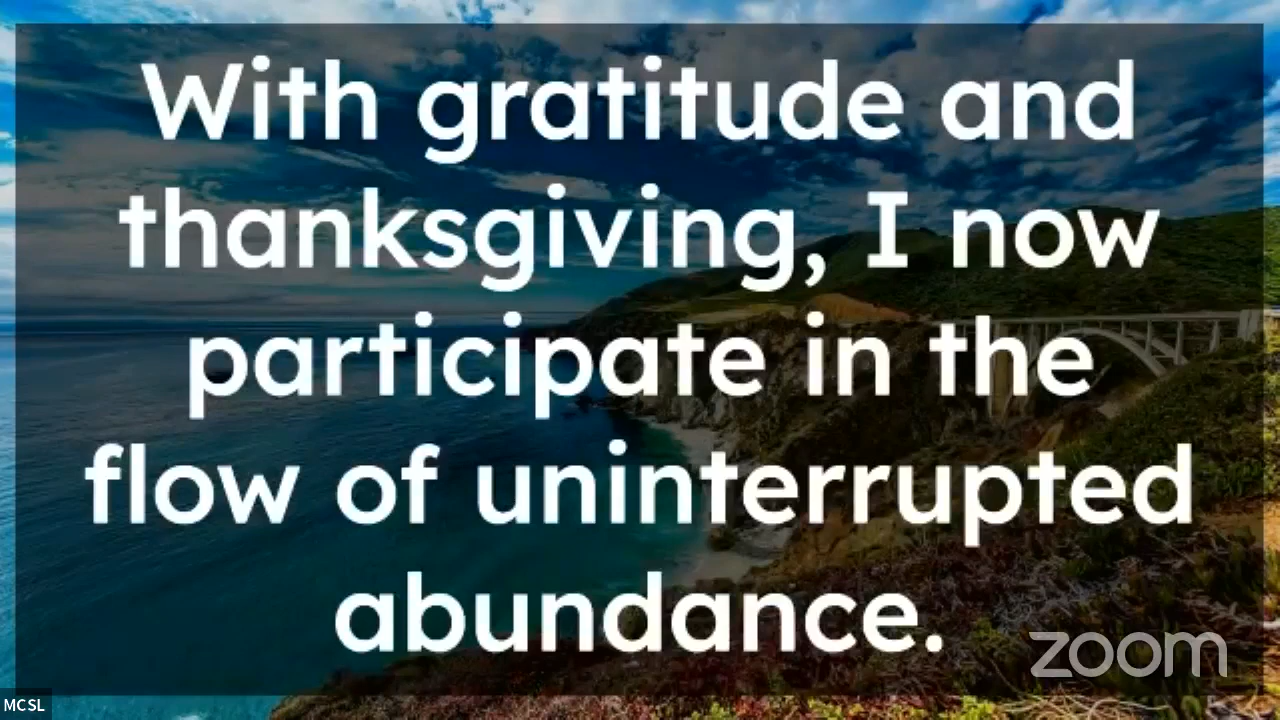 With gratitude and
thanksgiving, I now
participate in the
flow of uninterrupted
abundance.
zoom
MCSL